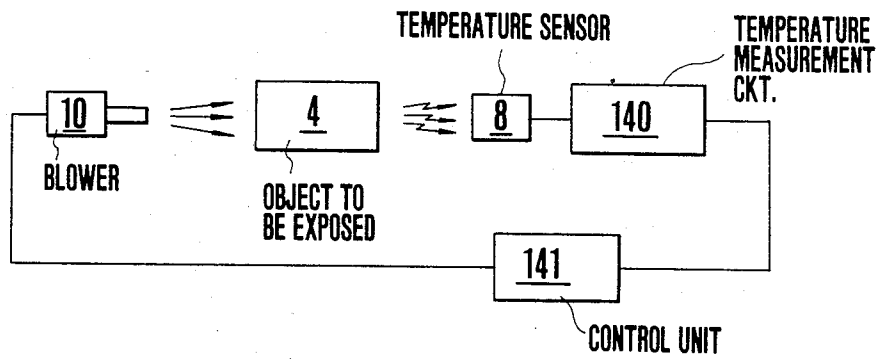 TEMPERATURE SENSOR
TEMPERATURE
MEASUREMENT
CKT.
10
4
8
140
BLOWER
OBJECT TO
BE EXPOSED
141
CONTROL UNIT